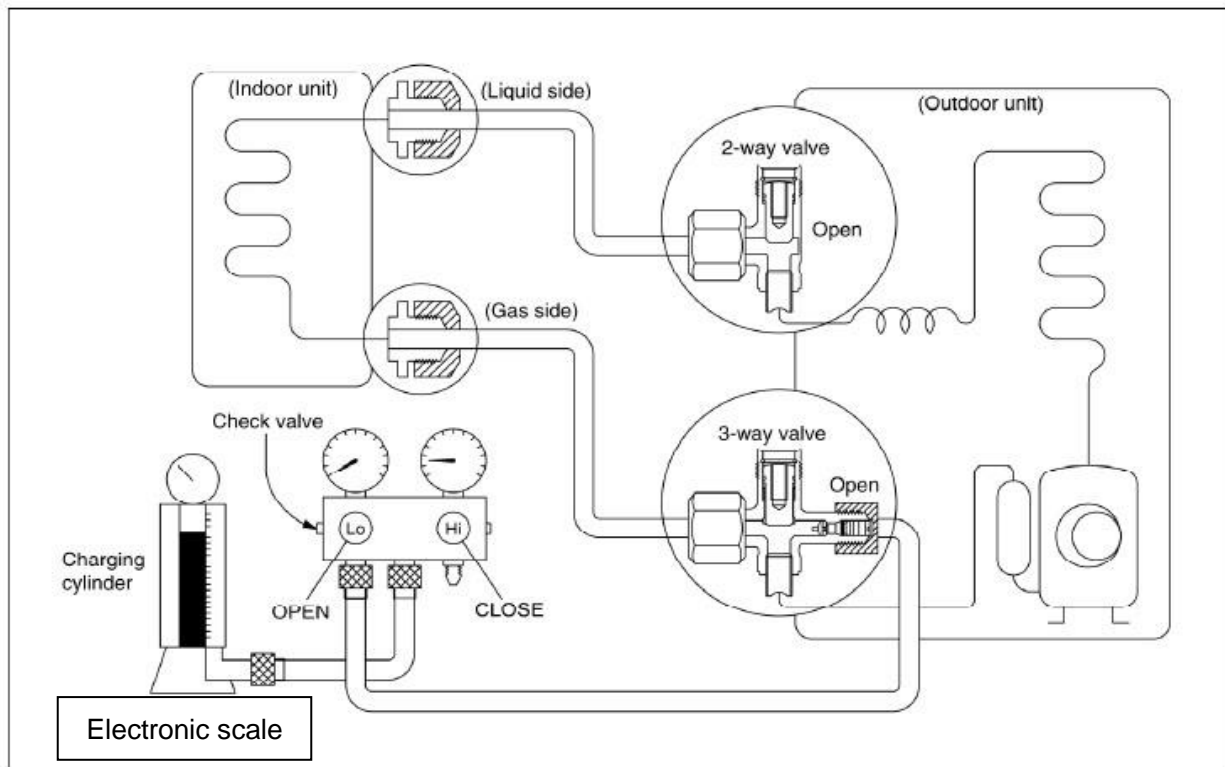 (Indoor unit)
(Liquid side)
(Outdoor unit)
2-way valve
Open
(Gas side)
Check valve
3-way valve
Open
Lo
Hi
Charging
cylinder
OPEN
CLOSE
Electronic scale